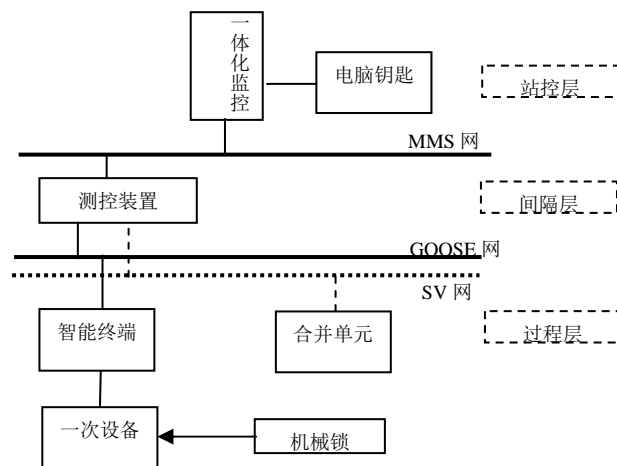 一体化监控
电脑钥匙
站控层
MMS 网
测控装置
间隔层
GOOSE 网
SV 网
智能终端
合并单元
过程层
一次设备
机械锁